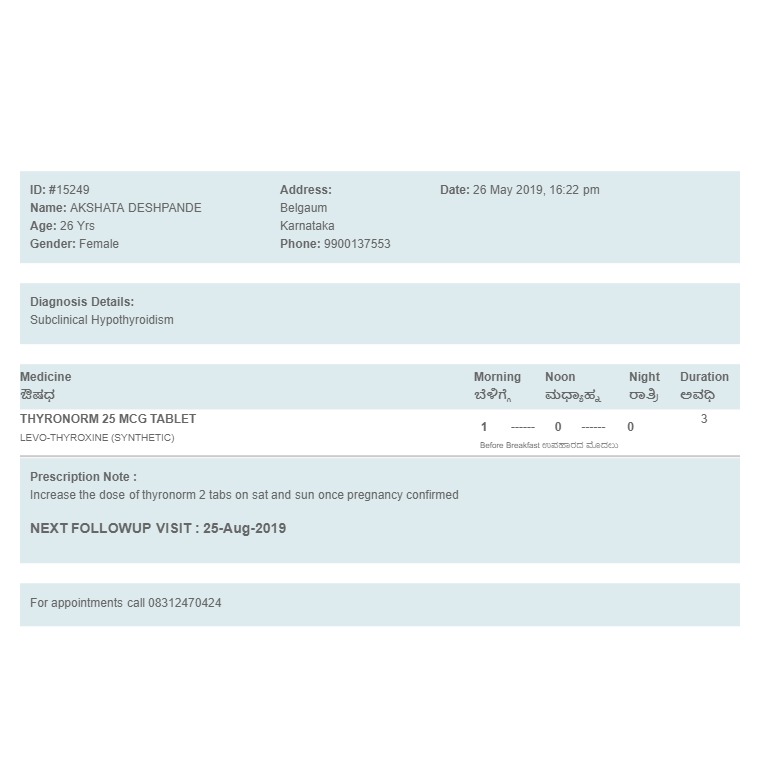 ID: #15249
Name: AKSHATA DESHPANDE
Age: 26 Yrs
Gender: Female
Address:
Belgaum
Karnataka
Phone: 9900137553
Date: 26 May 2019, 16:22 pm
Diagnosis Details:
Subclinical Hypothyroidism
Medicine Morning Noon Night Duration
ಔಷಧ ಬೆಳಿಗ್ಗೆ ಮಧ್ಯಾಹ್ನ ರಾತ್ರಿ ಅವಧಿ
THYRONORM 25 MCG TABLET 3
1 ------ 0 ------ 0
LEVO-THYROXINE (SYNTHETIC)
Before Breakfast ಉಪಹಾರದ ಮೊದಲು
Prescription Note :
Increase the dose of thyronorm 2 tabs on sat and sun once pregnancy confirmed
NEXT FOLLOWUP VISIT : 25-Aug-2019
For appointments call 08312470424